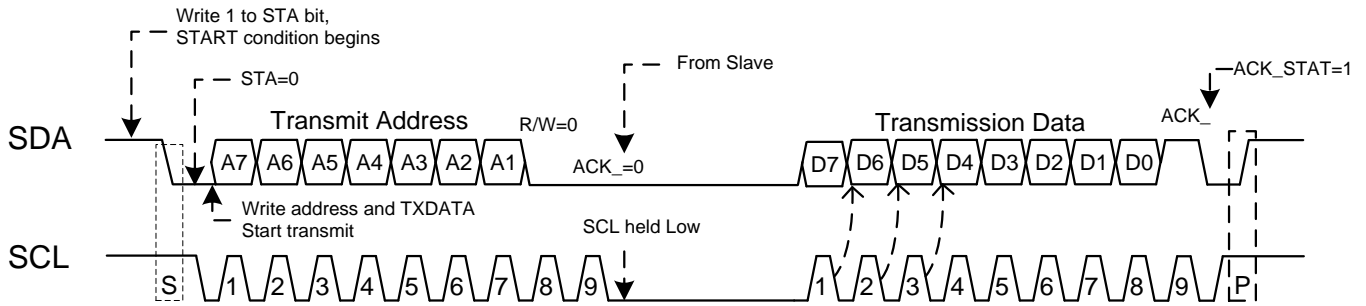 Write 1 to STA bit,
START condition begins
STA=0
From Slave
ACK_STAT=1
Transmit Address
R/W=0
Transmission Data
ACK_
SDA
A7 A6 A5 A4 A3 A2 A1
ACK_=0
D7 D6 D5 D4 D3 D2 D1 D0
Write address and TXDATA
Start transmit
SCL held Low
SCL
S 1 2 3 4 5 6 7 8 9 1 2 3 4 5 6 7 8 9 P